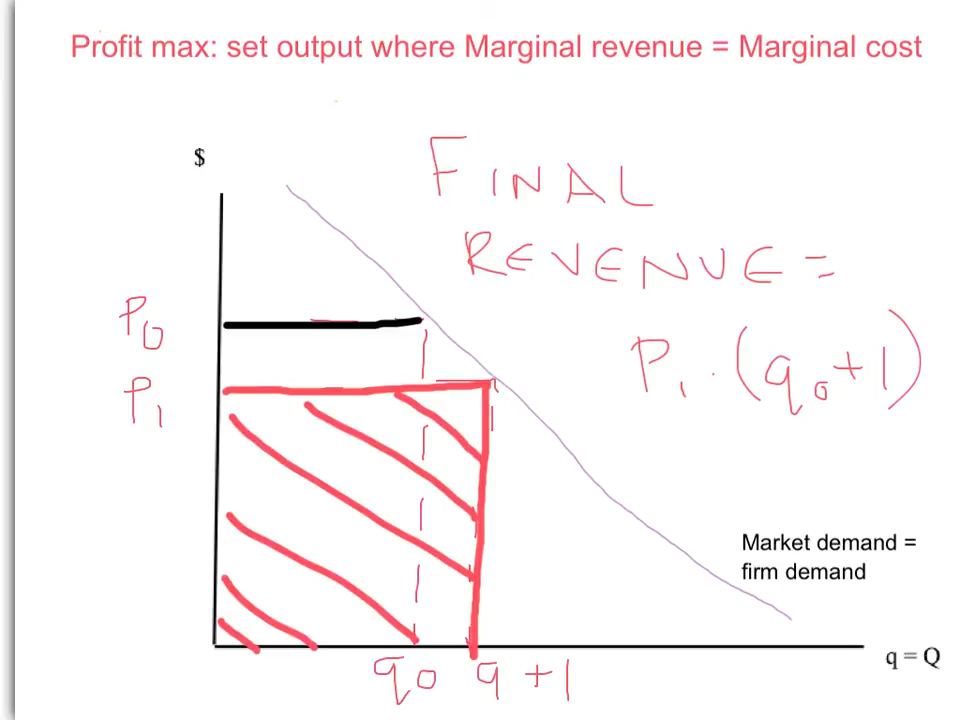 Profit max: set output where Marginal revenue = Marginal cost
$
FINAL
REVENUE =
P0
P1 · (q0+1)
P1
Market demand =
firm demand
q = Q
q0 q+1